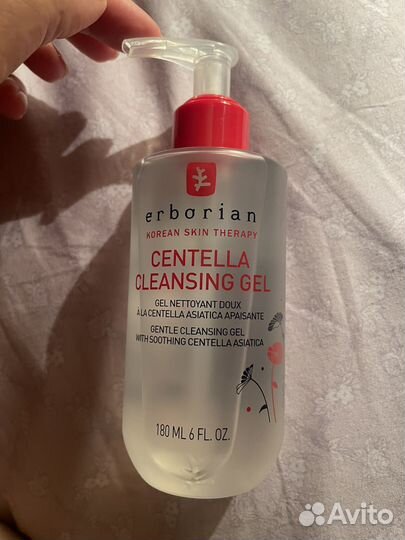 erborian
KOREAN SKIN THERAPY
CENTELLA
CLEANSING GEL
GEL NETTOYANT DOUX
À LA CENTELLA ASIATICA APAISANTE
GENTLE CLEANSING GEL
WITH SOOTHING CENTELLA ASIATICA
180 ML 6 FL. OZ.
Avito